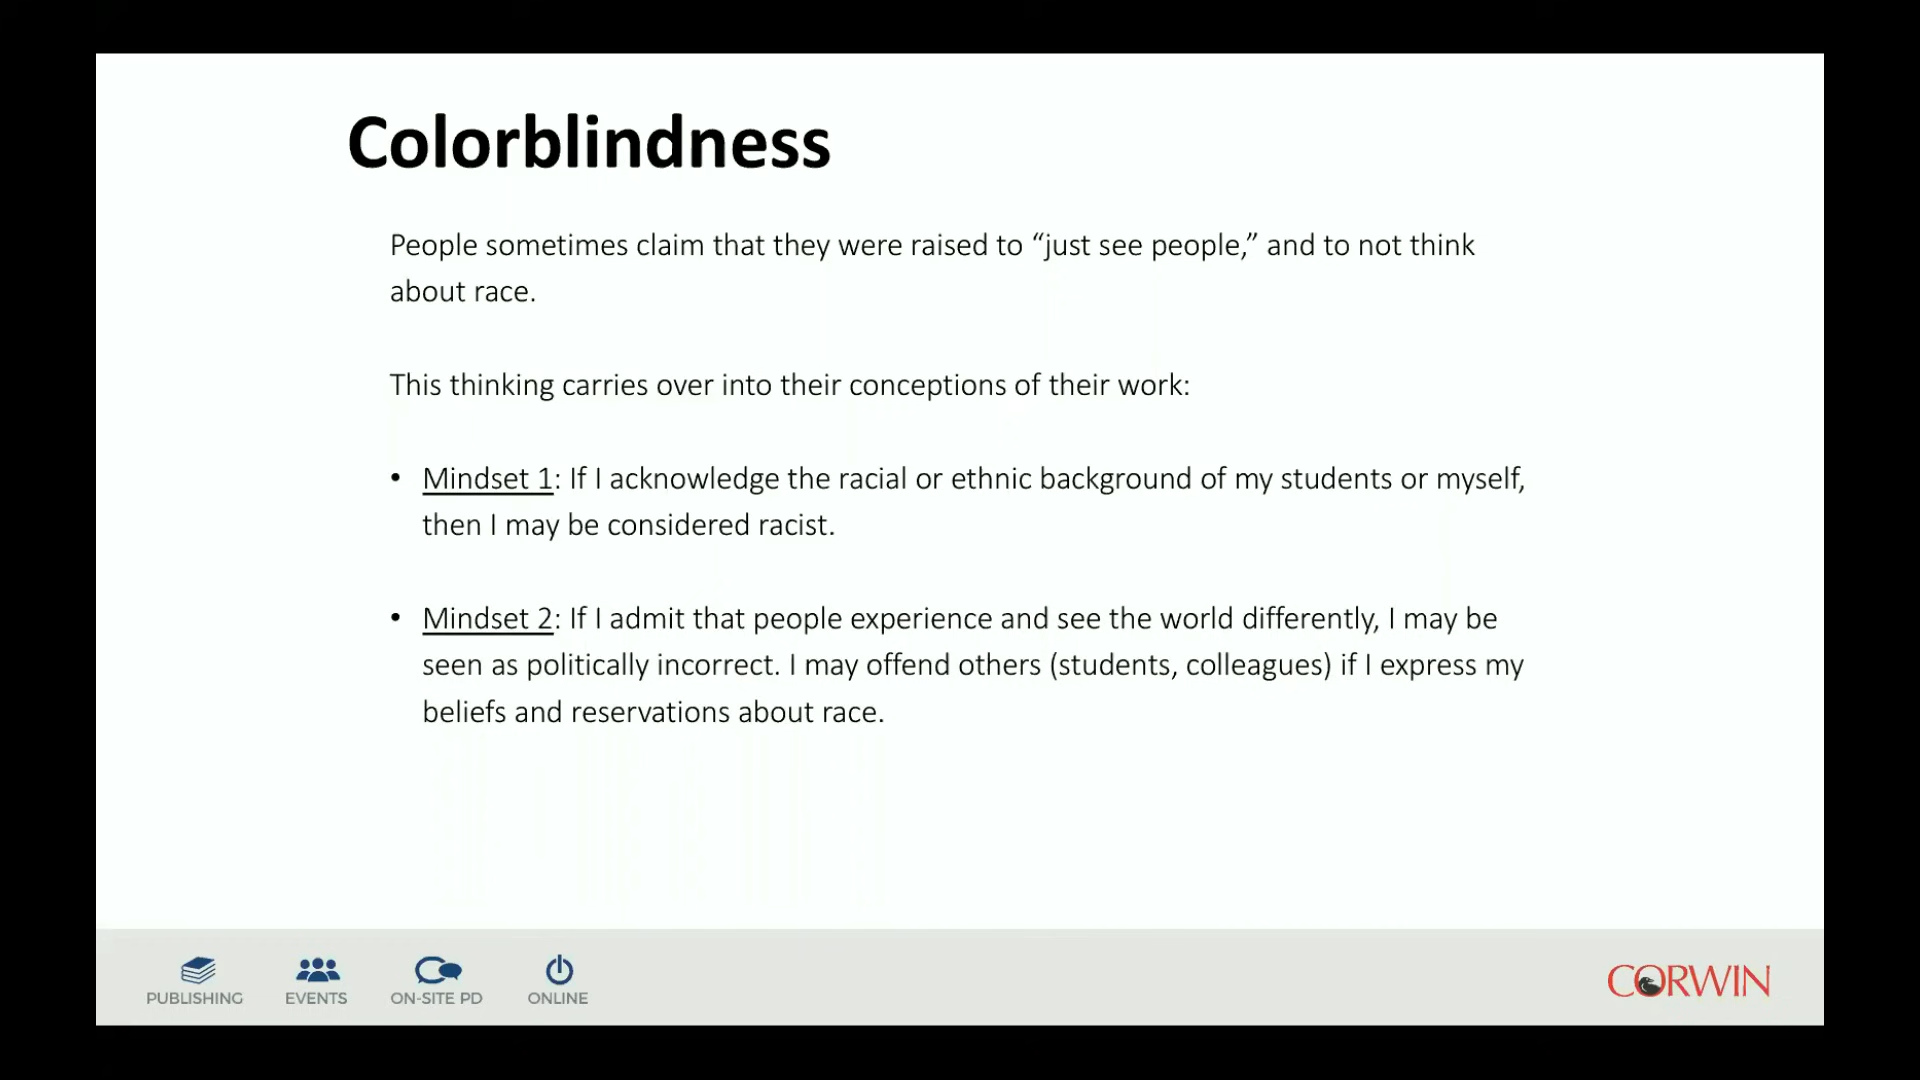 Colorblindness
People sometimes claim that they were raised to “just see people,” and to not think
about race.
This thinking carries over into their conceptions of their work:
• Mindset 1: If I acknowledge the racial or ethnic background of my students or myself,
then I may be considered racist.
• Mindset 2: If I admit that people experience and see the world differently, I may be
seen as politically incorrect. I may offend others (students, colleagues) if I express my
beliefs and reservations about race.
PUBLISHING EVENTS ON-SITE PD ONLINE
CORWIN